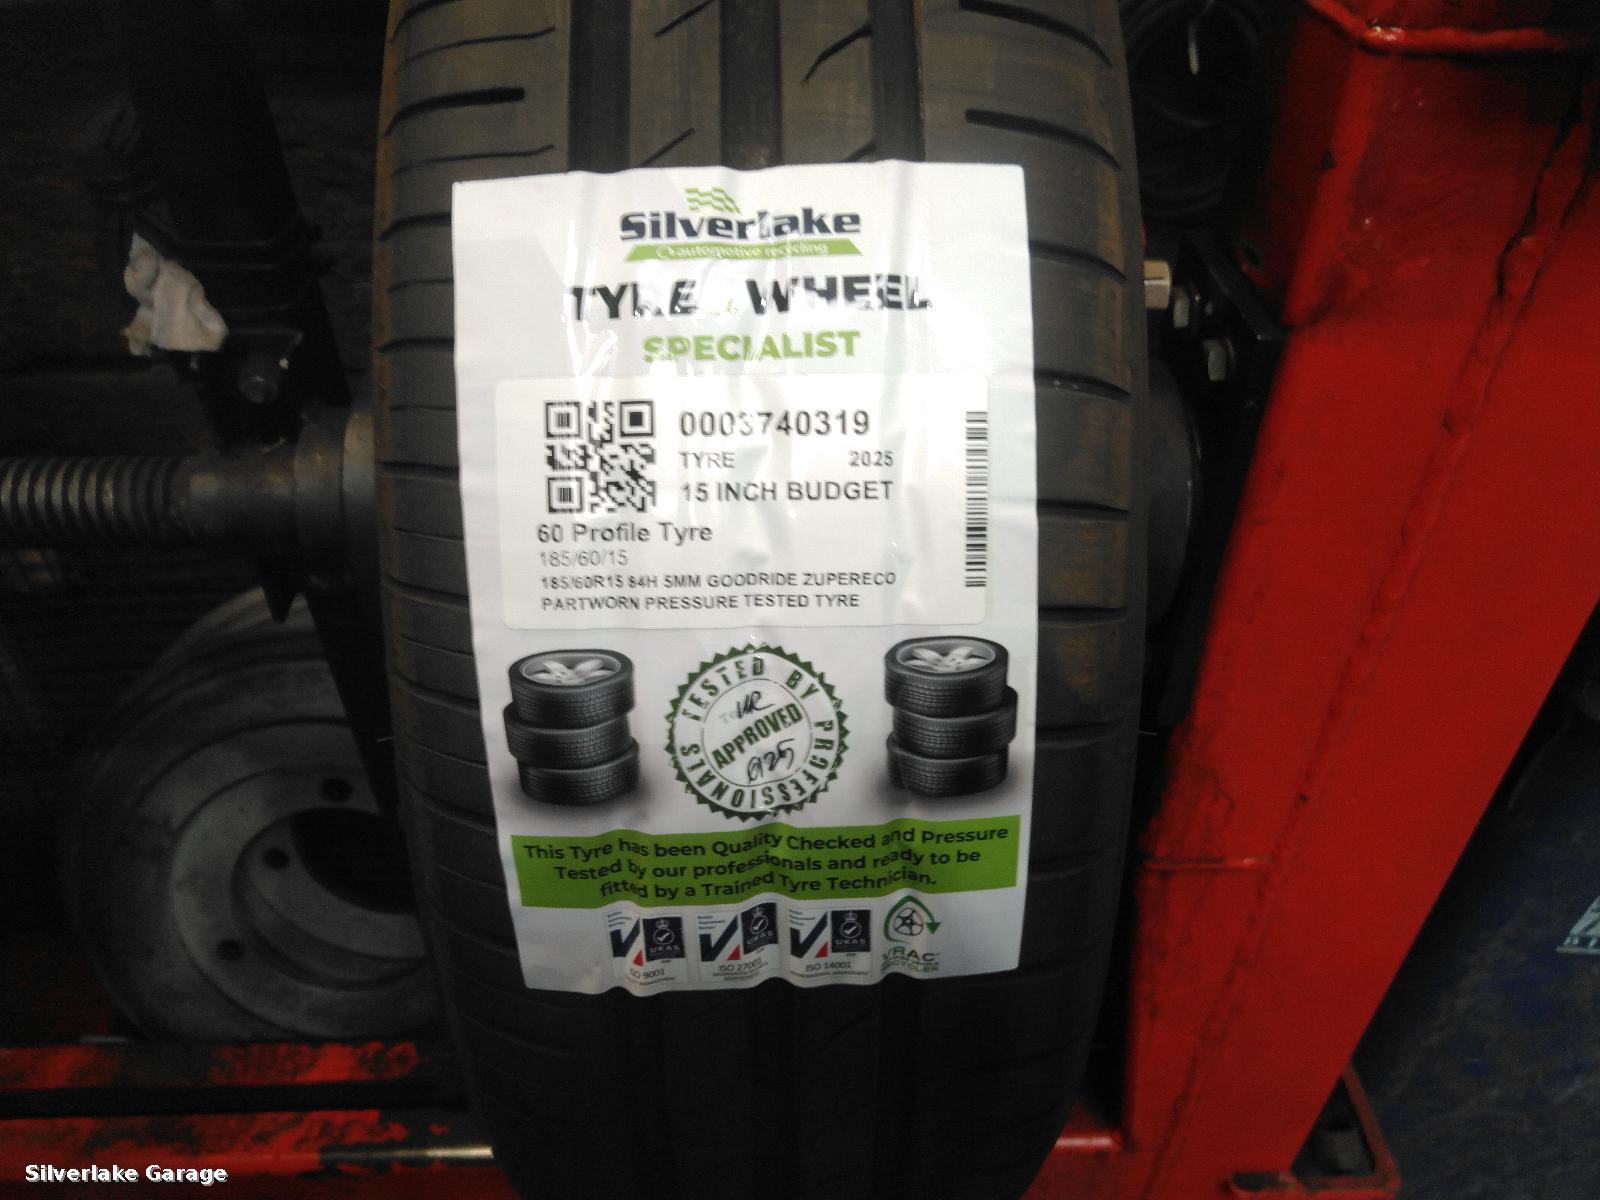 Silverlake
automotive recycling
TYRE & WHEEL
SPECIALIST
0003740319
TYRE 2025
15 INCH BUDGET
60 Profile Tyre
185/60/15
185/60R15 84H 5MM GOODRIDE ZUPERECO
PARTWORN PRESSURE TESTED TYRE
TESTED BY PROFESSIONALS
APPROVED
This Tyre has been Quality Checked and Pressure
Tested by our professionals and ready to be
fitted by a Trained Tyre Technician.
UKAS UKAS UKAS
ISO 9001 ISO 27001 ISO 14001
VRAC
RECYCLER
Silverlake Garage